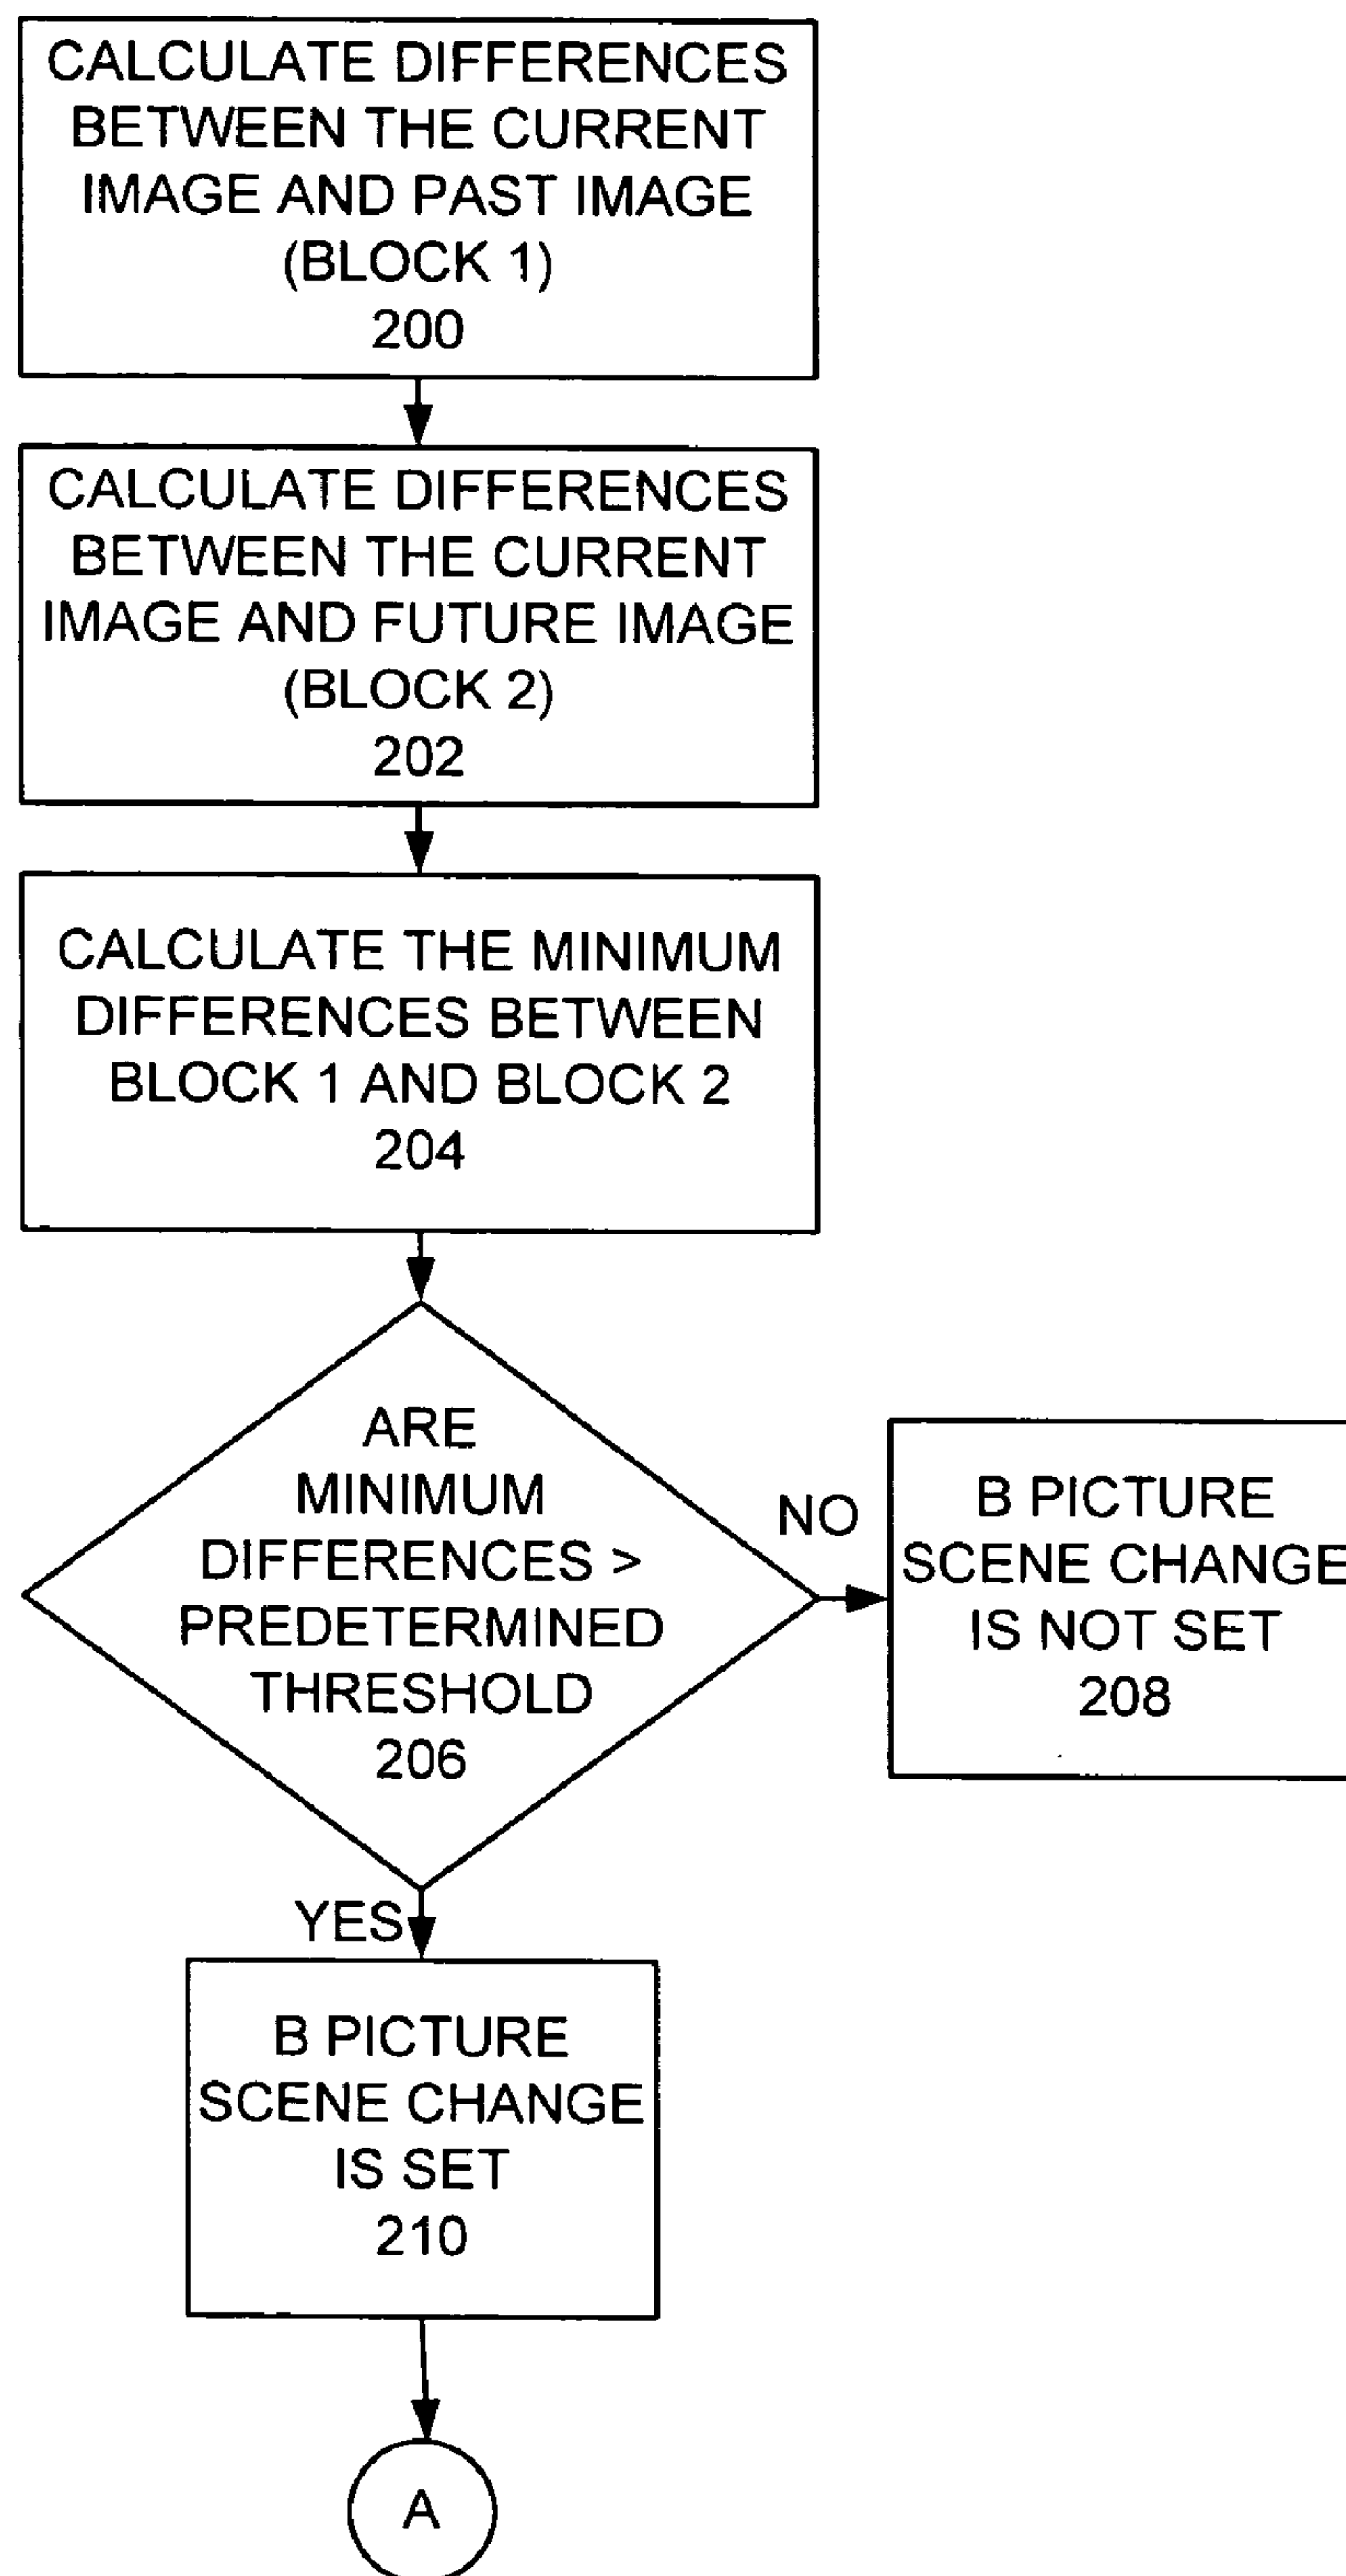 CALCULATE DIFFERENCES
BETWEEN THE CURRENT
IMAGE AND PAST IMAGE
(BLOCK 1)
200
CALCULATE DIFFERENCES
BETWEEN THE CURRENT
IMAGE AND FUTURE IMAGE
(BLOCK 2)
202
CALCULATE THE MINIMUM
DIFFERENCES BETWEEN
BLOCK 1 AND BLOCK 2
204
ARE
MINIMUM
DIFFERENCES >
PREDETERMINED
THRESHOLD
206
NO
B PICTURE
SCENE CHANGE
IS NOT SET
208
YES
B PICTURE
SCENE CHANGE
IS SET
210
A